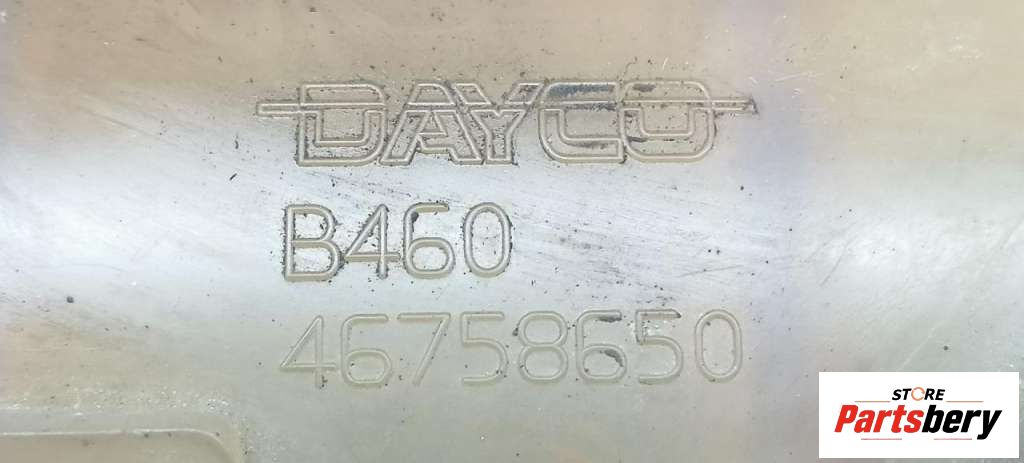 DAYCO
B460
46758650
STORE
Partsbery